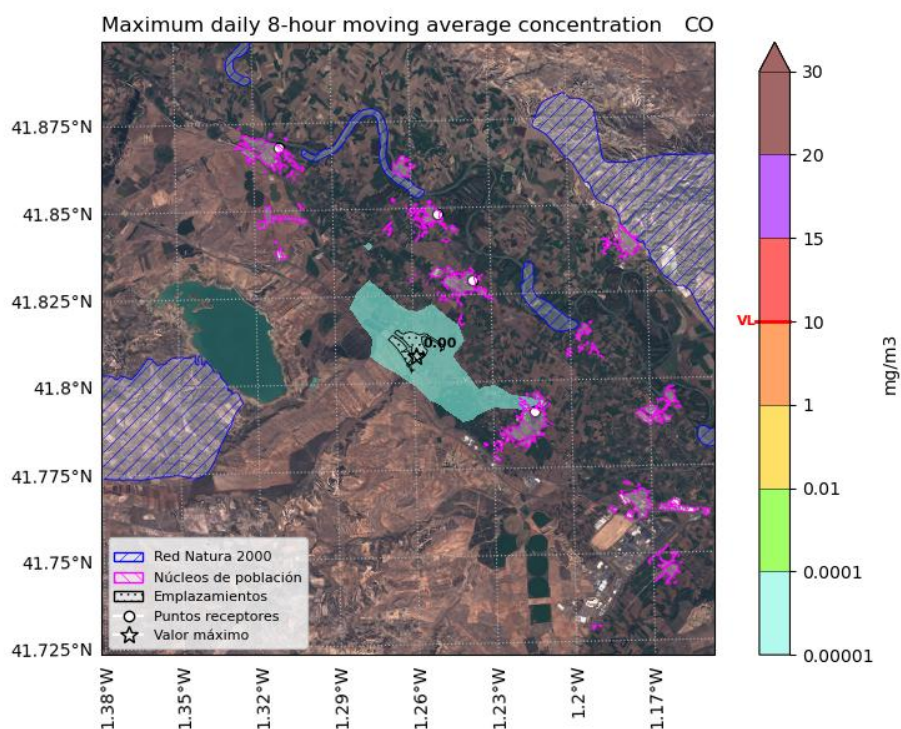 Maximum daily 8-hour moving average concentration CO
41.875°N
41.85°N
41.825°N
41.8°N
41.775°N
41.75°N
41.725°N
0.00
Red Natura 2000
Núcleos de población
Emplazamientos
Puntos receptores
Valor máximo
1.38°W
1.35°W
1.32°W
1.29°W
1.26°W
1.23°W
1.2°W
1.17°W
30
20
15
VL
10
1
0.01
0.0001
0.00001
mg/m3